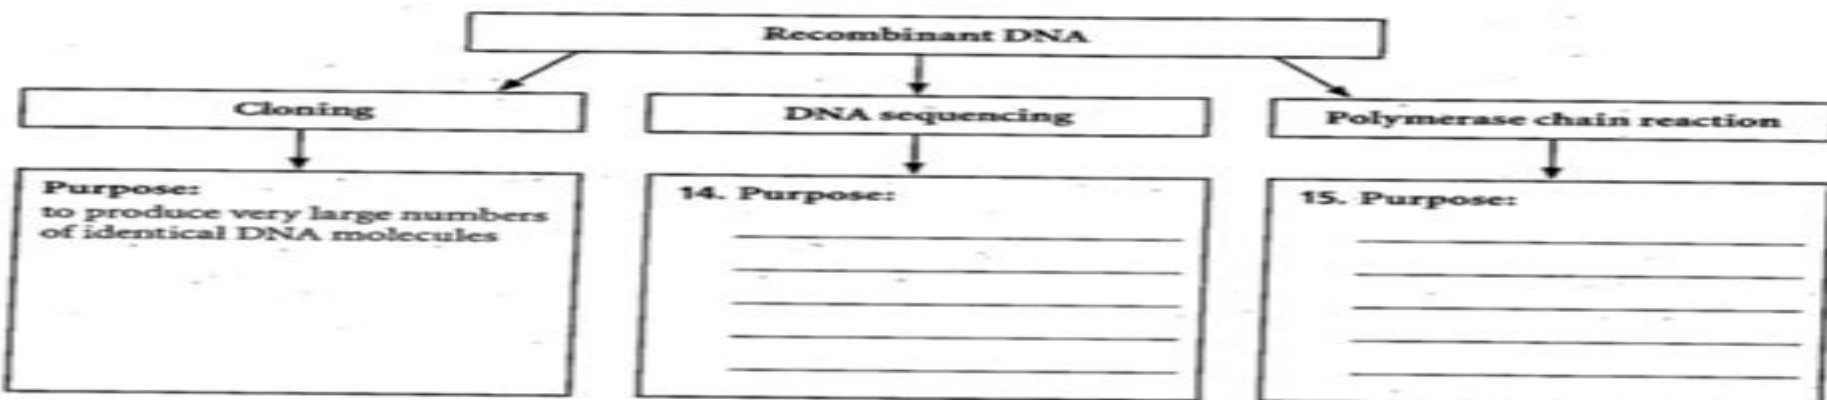 Recombinant DNA
Cloning
DNA sequencing
Polymerase chain reaction
Purpose:
to produce very large numbers
of identical DNA molecules
14. Purpose:
15. Purpose: